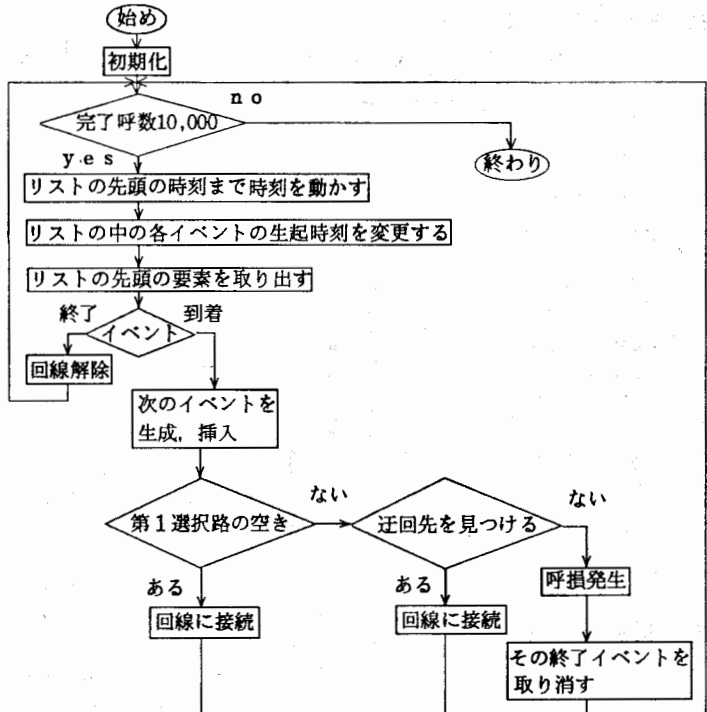 始め
初期化
no
完了呼数10,000
yes
終わり
リストの先頭の時刻まで時刻を動かす
リストの中の各イベントの生起時刻を変更する
リストの先頭の要素を取り出す
終了
到着
イベント
回線解除
次のイベントを
生成,挿入
ない
ない
第1選択路の空き
迂回先を見つける
ある
ある
呼損発生
回線に接続
回線に接続
その終了イベントを
取り消す